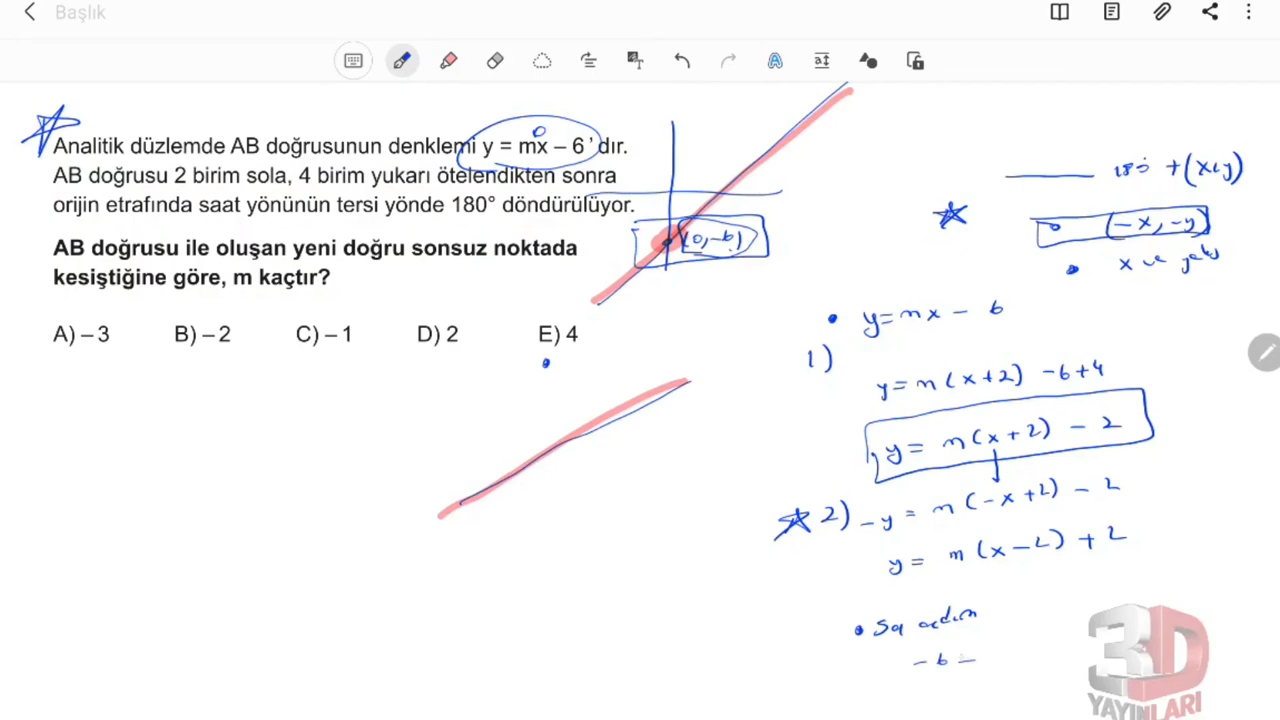 Başlık
Analitik düzlemde AB doğrusunun denklemi y = mx – 6 ’ dır.
AB doğrusu 2 birim sola, 4 birim yukarı ötelendikten sonra
orijin etrafında saat yönünün tersi yönde 180° döndürülüyor.
AB doğrusu ile oluşan yeni doğru sonsuz noktada
kesiştiğine göre, m kaçtır?
A) – 3 B) – 2 C) – 1 D) 2 E) 4
0
(0,-6)
180 +(x,y)
(-x, -y)
x ve
y = mx - 6
1)
y = m(x+2) -6+4
y = m(x+2) - 2
2) -y = m(-x+2) - 2
y = m(x-2) + 2
Son adım
- 6 =
3D
YAYINLARI